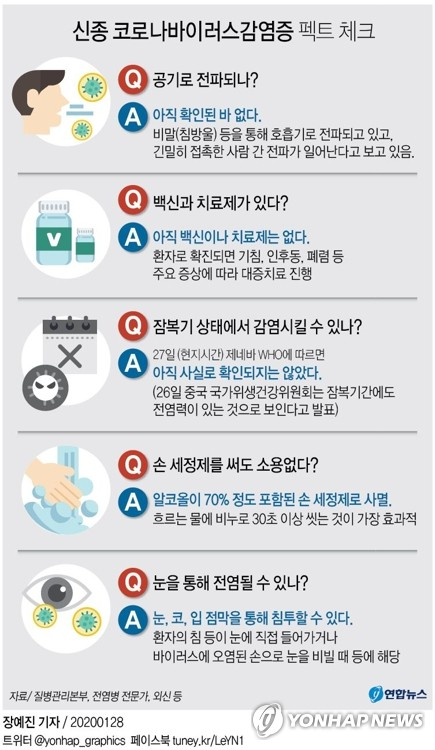 신종 코로나바이러스감염증 펙트 체크
Q 공기로 전파되나?
A 아직 확인된 바 없다.
비말(침방울) 등을 통해 호흡기로 전파되고 있고,
긴밀히 접촉한 사람 간 전파가 일어난다고 보고 있음.
Q 백신과 치료제가 있다?
V
A 아직 백신이나 치료제는 없다.
환자로 확진되면 기침, 인후통, 폐렴 등
주요 증상에 따라 대증치료 진행
Q 잠복기 상태에서 감염시킬 수 있나?
A 27일 (현지시간) 제네바 WHO에 따르면
아직 사실로 확인되지는 않았다.
(26일 중국 국가위생건강위원회는 잠복기간에도
전염력이 있는 것으로 보인다고 발표)
Q 손 세정제를 써도 소용없다?
A 알코올이 70% 정도 포함된 손 세정제로 사멸.
흐르는 물에 비누로 30초 이상 씻는 것이 가장 효과적
Q 눈을 통해 전염될 수 있나?
A 눈, 코, 입 점막을 통해 침투할 수 있다.
환자의 침 등이 눈에 직접 들어가거나
바이러스에 오염된 손으로 눈을 비빌 때 등에 해당
자료/ 질병관리본부, 전염병 전문가, 외신 등
연합뉴스
장예진 기자 / 20200128
YONHAP NEWS
트위터 @yonhap_graphics 페이스북 tuney.kr/LeYN1